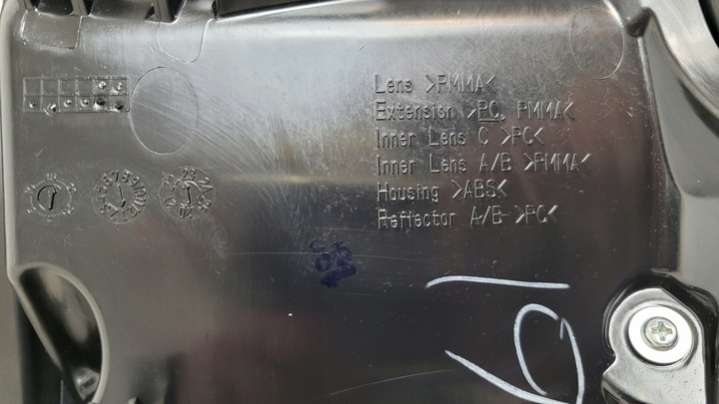 Lens >PMMA<
Extension >PC, PMMA<
Inner Lens C >PC<
Inner Lens A/B >PMMA<
Housing >ABS<
Reflector A/B >PC<